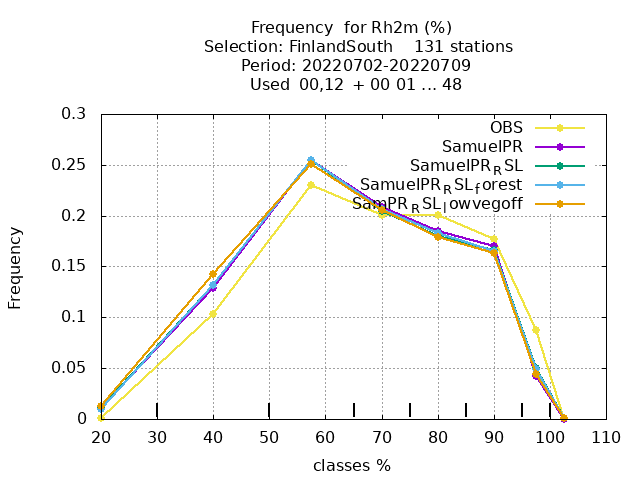 Frequency  for Rh2m (%)
Selection: FinlandSouth    131 stations
Period: 20220702-20220709
Used  00,12  + 00 01 ... 48
0.3
0.25
0.2
0.15
0.1
0.05
0
20 30 40 50 60 70 80 90 100 110
Frequency
classes %
OBS
SamuelPR
SamuelPR_RSL
SamuelPR_RSL_forest
SamPR_RSL_lowvegoff